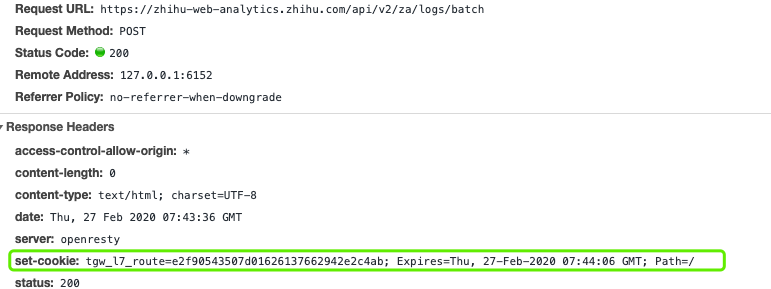 Request URL: https://zhihu-web-analytics.zhihu.com/api/v2/za/logs/batch
Request Method: POST
Status Code: 200
Remote Address: 127.0.0.1:6152
Referrer Policy: no-referrer-when-downgrade
Response Headers
access-control-allow-origin: *
content-length: 0
content-type: text/html; charset=UTF-8
date: Thu, 27 Feb 2020 07:43:36 GMT
server: openresty
set-cookie: tgw_l7_route=e2f90543507d01626137662942e2c4ab; Expires=Thu, 27-Feb-2020 07:44:06 GMT; Path=/
status: 200